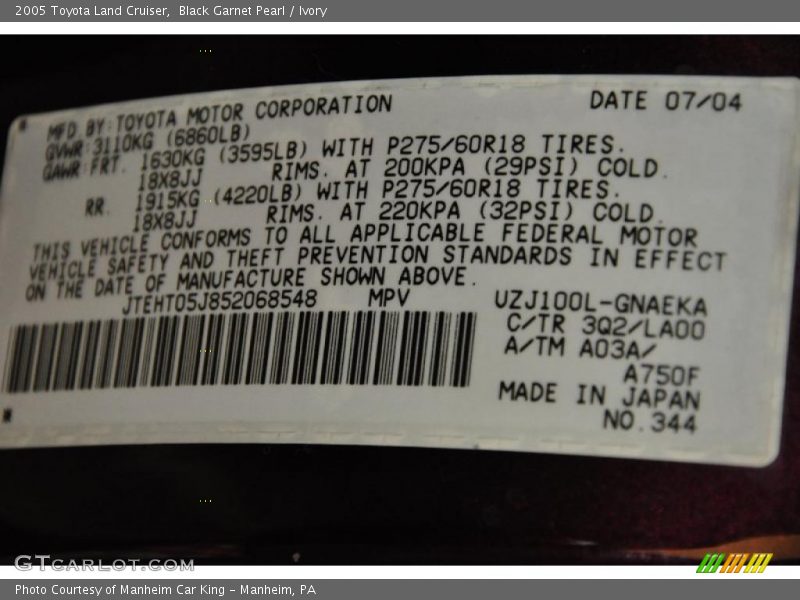 2005 Toyota Land Cruiser,  Black Garnet Pearl / Ivory
DATE 07/04
MFD BY: TOYOTA MOTOR CORPORATION
GVWR: 3110KG (6860LB)
GAWR: FRT. 1630KG (3595LB) WITH P275/60R18 TIRES.
18X8JJ RIMS. AT 200KPA (29PSI) COLD.
RR. 1915KG (4220LB) WITH P275/60R18 TIRES.
18X8JJ RIMS. AT 220KPA (32PSI) COLD.
THIS VEHICLE CONFORMS TO ALL APPLICABLE FEDERAL MOTOR
VEHICLE SAFETY AND THEFT PREVENTION STANDARDS IN EFFECT
ON THE DATE OF MANUFACTURE SHOWN ABOVE.
JTEHT05J852068548 MPV UZJ100L-GNAEKA
C/TR 3Q2/LA00
A/TM A03A/
A750F
MADE IN JAPAN
NO.344
GTcarlot.com
Photo Courtesy of Manheim Car King - Manheim, PA